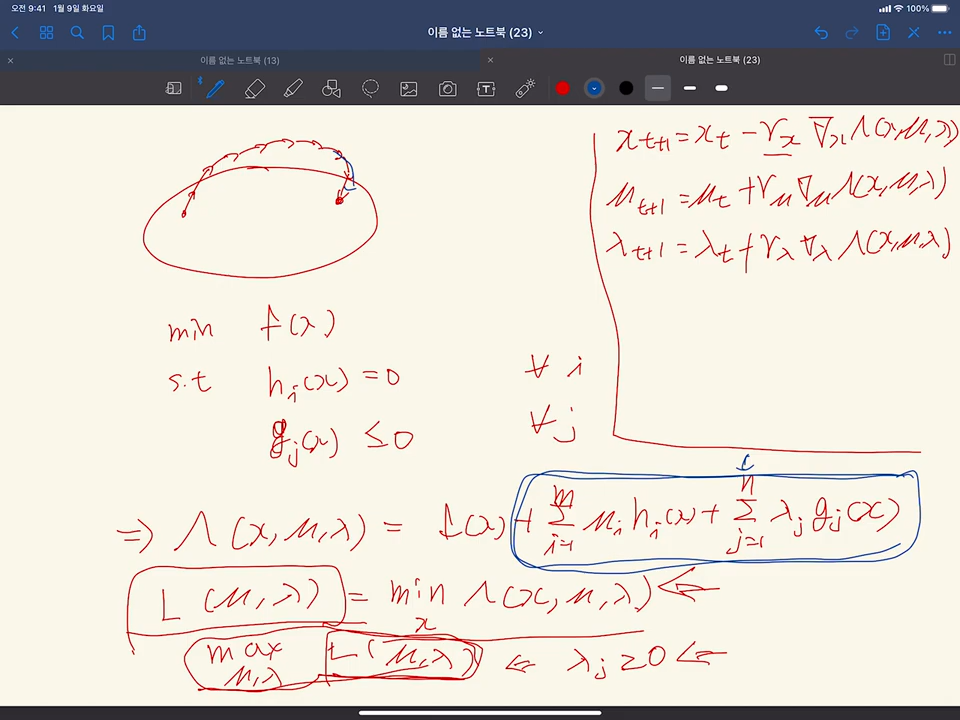 오전 9:41 1월 9일 화요일
100%
이름 없는 노트북 (23)
이름 없는 노트북 (13)
이름 없는 노트북 (23)
x_{t+1} = x_t - γ_x ∇_x Λ(x, μ, λ)
μ_{t+1} = μ_t + γ_μ ∇_μ Λ(x, μ, λ)
λ_{t+1} = λ_t + γ_λ ∇_λ Λ(x, μ, λ)
min f(x)
s.t h_i(x) = 0 ∀ i
g_j(x) ≤ 0 ∀ j
⇒ Λ(x, μ, λ) = f(x) + Σ_{i=1}^{m} μ_i h_i(x) + Σ_{j=1}^{n} λ_j g_j(x)
L(μ, λ) = min_x Λ(x, μ, λ) ⇐
max_{μ,λ} L(μ, λ) ⇐ λ_j ≥ 0 ⇐